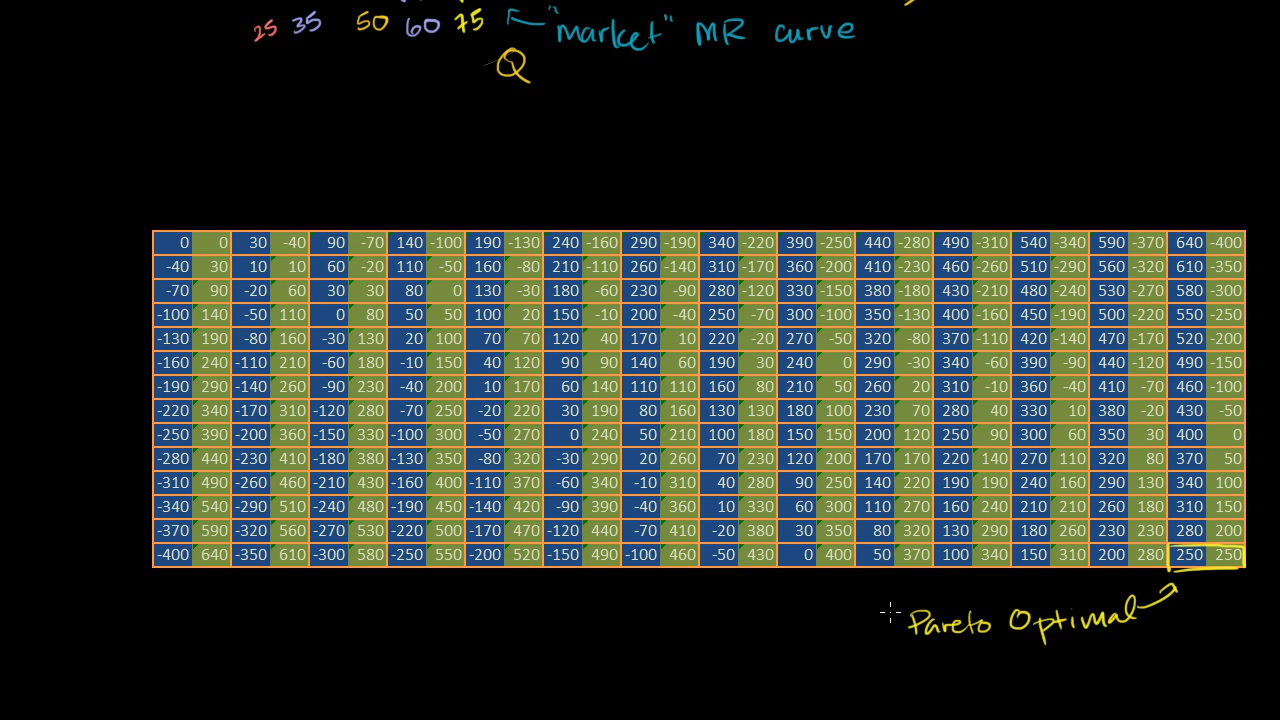 25 35 50 60 75 "market" MR curve
Q
0 0 30 -40 90 -70 140 -100 190 -130 240 -160 290 -190 340 -220 390 -250 440 -280 490 -310 540 -340 590 -370 640 -400
-40 30 10 10 60 -20 110 -50 160 -80 210 -110 260 -140 310 -170 360 -200 410 -230 460 -260 510 -290 560 -320 610 -350
-70 90 -20 60 30 30 80 0 130 -30 180 -60 230 -90 280 -120 330 -150 380 -180 430 -210 480 -240 530 -270 580 -300
-100 140 -50 110 0 80 50 50 100 20 150 -10 200 -40 250 -70 300 -100 350 -130 400 -160 450 -190 500 -220 550 -250
-130 190 -80 160 -30 130 20 100 70 70 120 40 170 10 220 -20 270 -50 320 -80 370 -110 420 -140 470 -170 520 -200
-160 240 -110 210 -60 180 -10 150 40 120 90 90 140 60 190 30 240 0 290 -30 340 -60 390 -90 440 -120 490 -150
-190 290 -140 260 -90 230 -40 200 10 170 60 140 110 110 160 80 210 50 260 20 310 -10 360 -40 410 -70 460 -100
-220 340 -170 310 -120 280 -70 250 -20 220 30 190 80 160 130 130 180 100 230 70 280 40 330 10 380 -20 430 -50
-250 390 -200 360 -150 330 -100 300 -50 270 0 240 50 210 100 180 150 150 200 120 250 90 300 60 350 30 400 0
-280 440 -230 410 -180 380 -130 350 -80 320 -30 290 20 260 70 230 120 200 170 170 220 140 270 110 320 80 370 50
-310 490 -260 460 -210 430 -160 400 -110 370 -60 340 -10 310 40 280 90 250 140 220 190 190 240 160 290 130 340 100
-340 540 -290 510 -240 480 -190 450 -140 420 -90 390 -40 360 10 330 60 300 110 270 160 240 210 210 260 180 310 150
-370 590 -320 560 -270 530 -220 500 -170 470 -120 440 -70 410 -20 380 30 350 80 320 130 290 180 260 230 230 280 200
-400 640 -350 610 -300 580 -250 550 -200 520 -150 490 -100 460 -50 430 0 400 50 370 100 340 150 310 200 280 250 250
Pareto Optimal